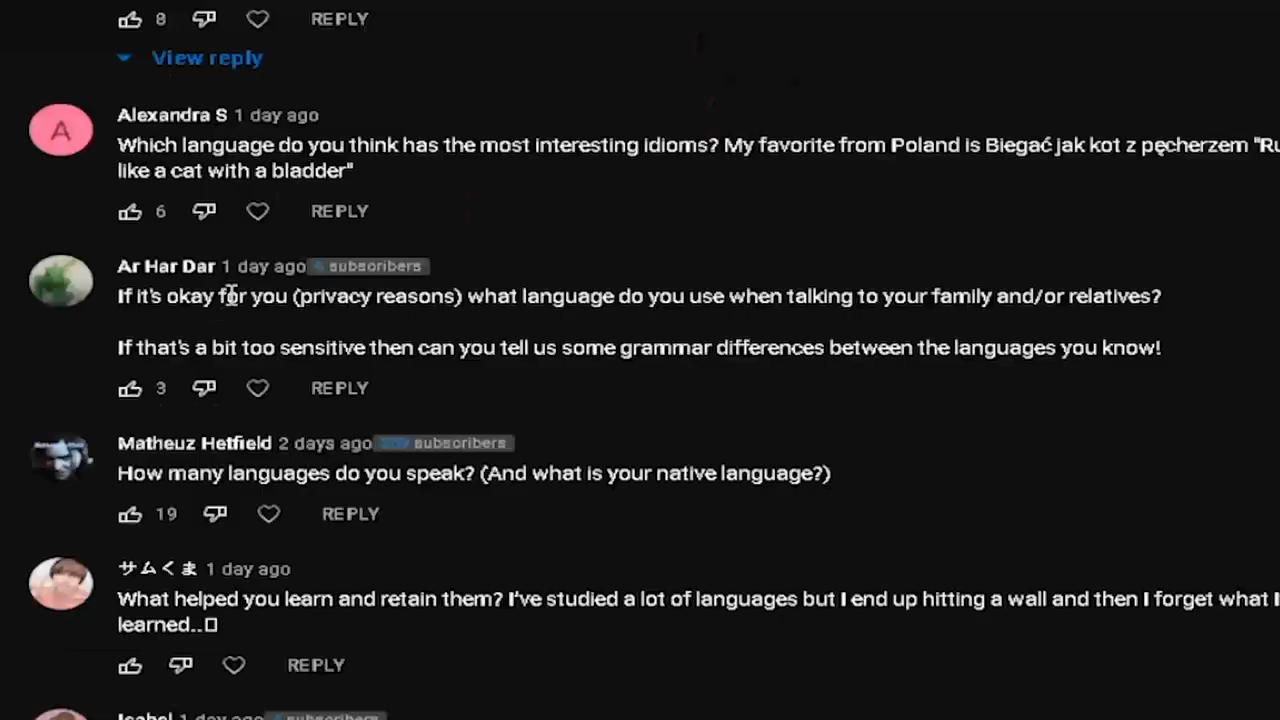 8 REPLY
View reply
A
Alexandra S 1 day ago
Which language do you think has the most interesting idioms? My favorite from Poland is Biegać jak kot z pęcherzem "Ru
like a cat with a bladder"
6 REPLY
Ar Har Dar 1 day ago subscribers
If it's okay for you (privacy reasons) what language do you use when talking to your family and/or relatives?
If that's a bit too sensitive then can you tell us some grammar differences between the languages you know!
3 REPLY
Matheuz Hetfield 2 days ago subscribers
How many languages do you speak? (And what is your native language?)
19 REPLY
サムくま 1 day ago
What helped you learn and retain them? I've studied a lot of languages but I end up hitting a wall and then I forget what I
learned..
REPLY
Isabel 1 day ago subscribers